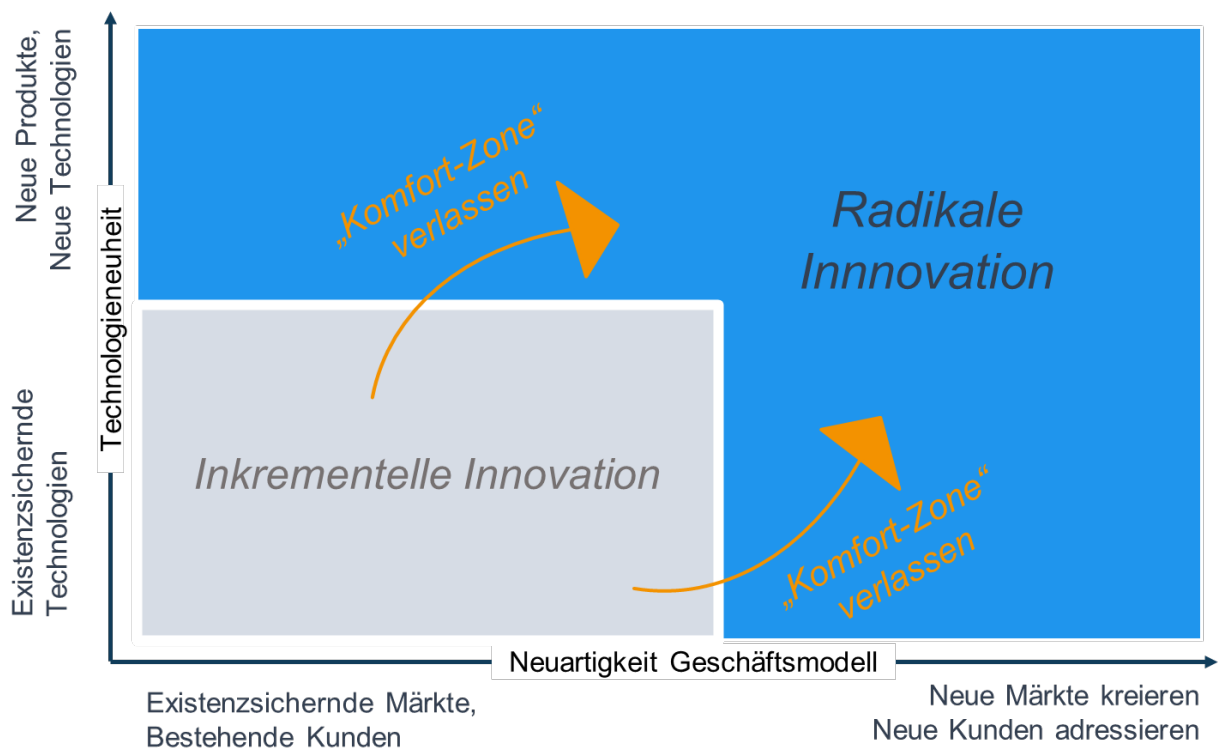 Neue Produkte,
Neue Technologien
Technologieneuheit
Existenzsichernde
Technologien
„Komfort-Zone“
verlassen
Radikale
Innnovation
Inkrementelle Innovation
„Komfort-Zone“
verlassen
Neuartigkeit Geschäftsmodell
Existenzsichernde Märkte,
Bestehende Kunden
Neue Märkte kreieren
Neue Kunden adressieren